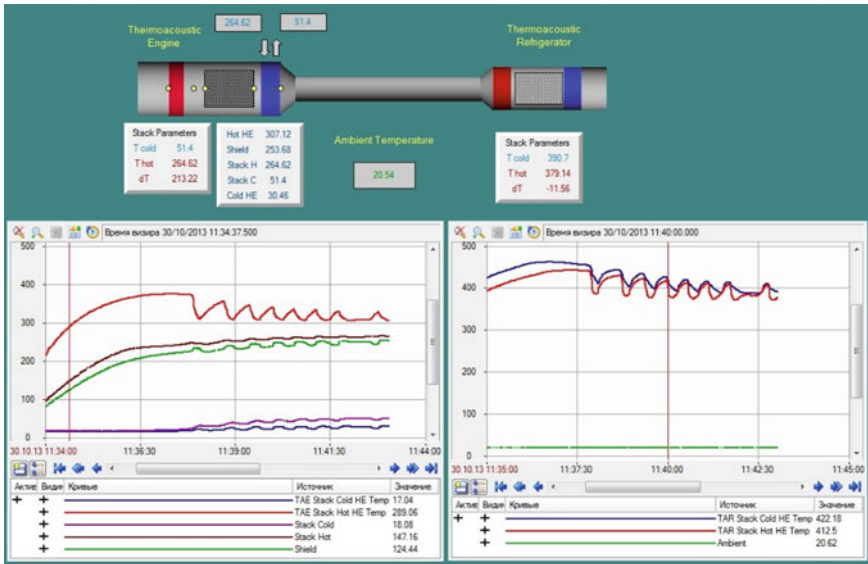 264.62 51.4
Thermoacoustic
Engine
Thermoacoustic
Refrigerator
Stack Parameters
T cold 51.4
T hot 264.62
dT 213.22
Hot HE 307.12
Shield 253.68
Stack H 264.62
Stack C 51.4
Cold HE 30.46
Ambient Temperature
20.54
Stack Parameters
T cold 390.7
T hot 379.14
dT -11.56
Время визира 30/10/2013 11:34:37.500
500
400
300
200
100
0
30.10.13 11:34:00 11:36:30 11:39:00 11:41:30 11:44:00
Актив Види Кривые Источник Значение
TAE Stack Cold HE Temp 17.04
TAE Stack Hot HE Temp 289.06
Stack Cold 18.08
Stack Hot 147.16
Shield 124.44
Время визира 30/10/2013 11:40:00.000
500
400
300
200
100
0
30.10.13 11:35:00 11:37:30 11:40:00 11:42:30 11:45:00
Актив Види Кривые Источник Значение
TAR Stack Cold HE Temp 422.18
TAR Stack Hot HE Temp 412.5
Ambient 20.62